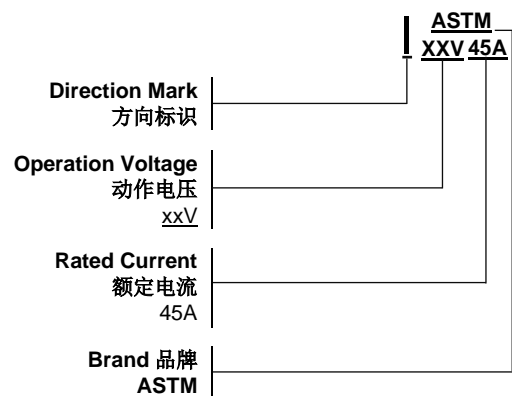 ASTM
XXV 45A
Direction Mark
方向标识
Operation Voltage
动作电压
xxV
Rated Current
额定电流
45A
Brand 品牌
ASTM